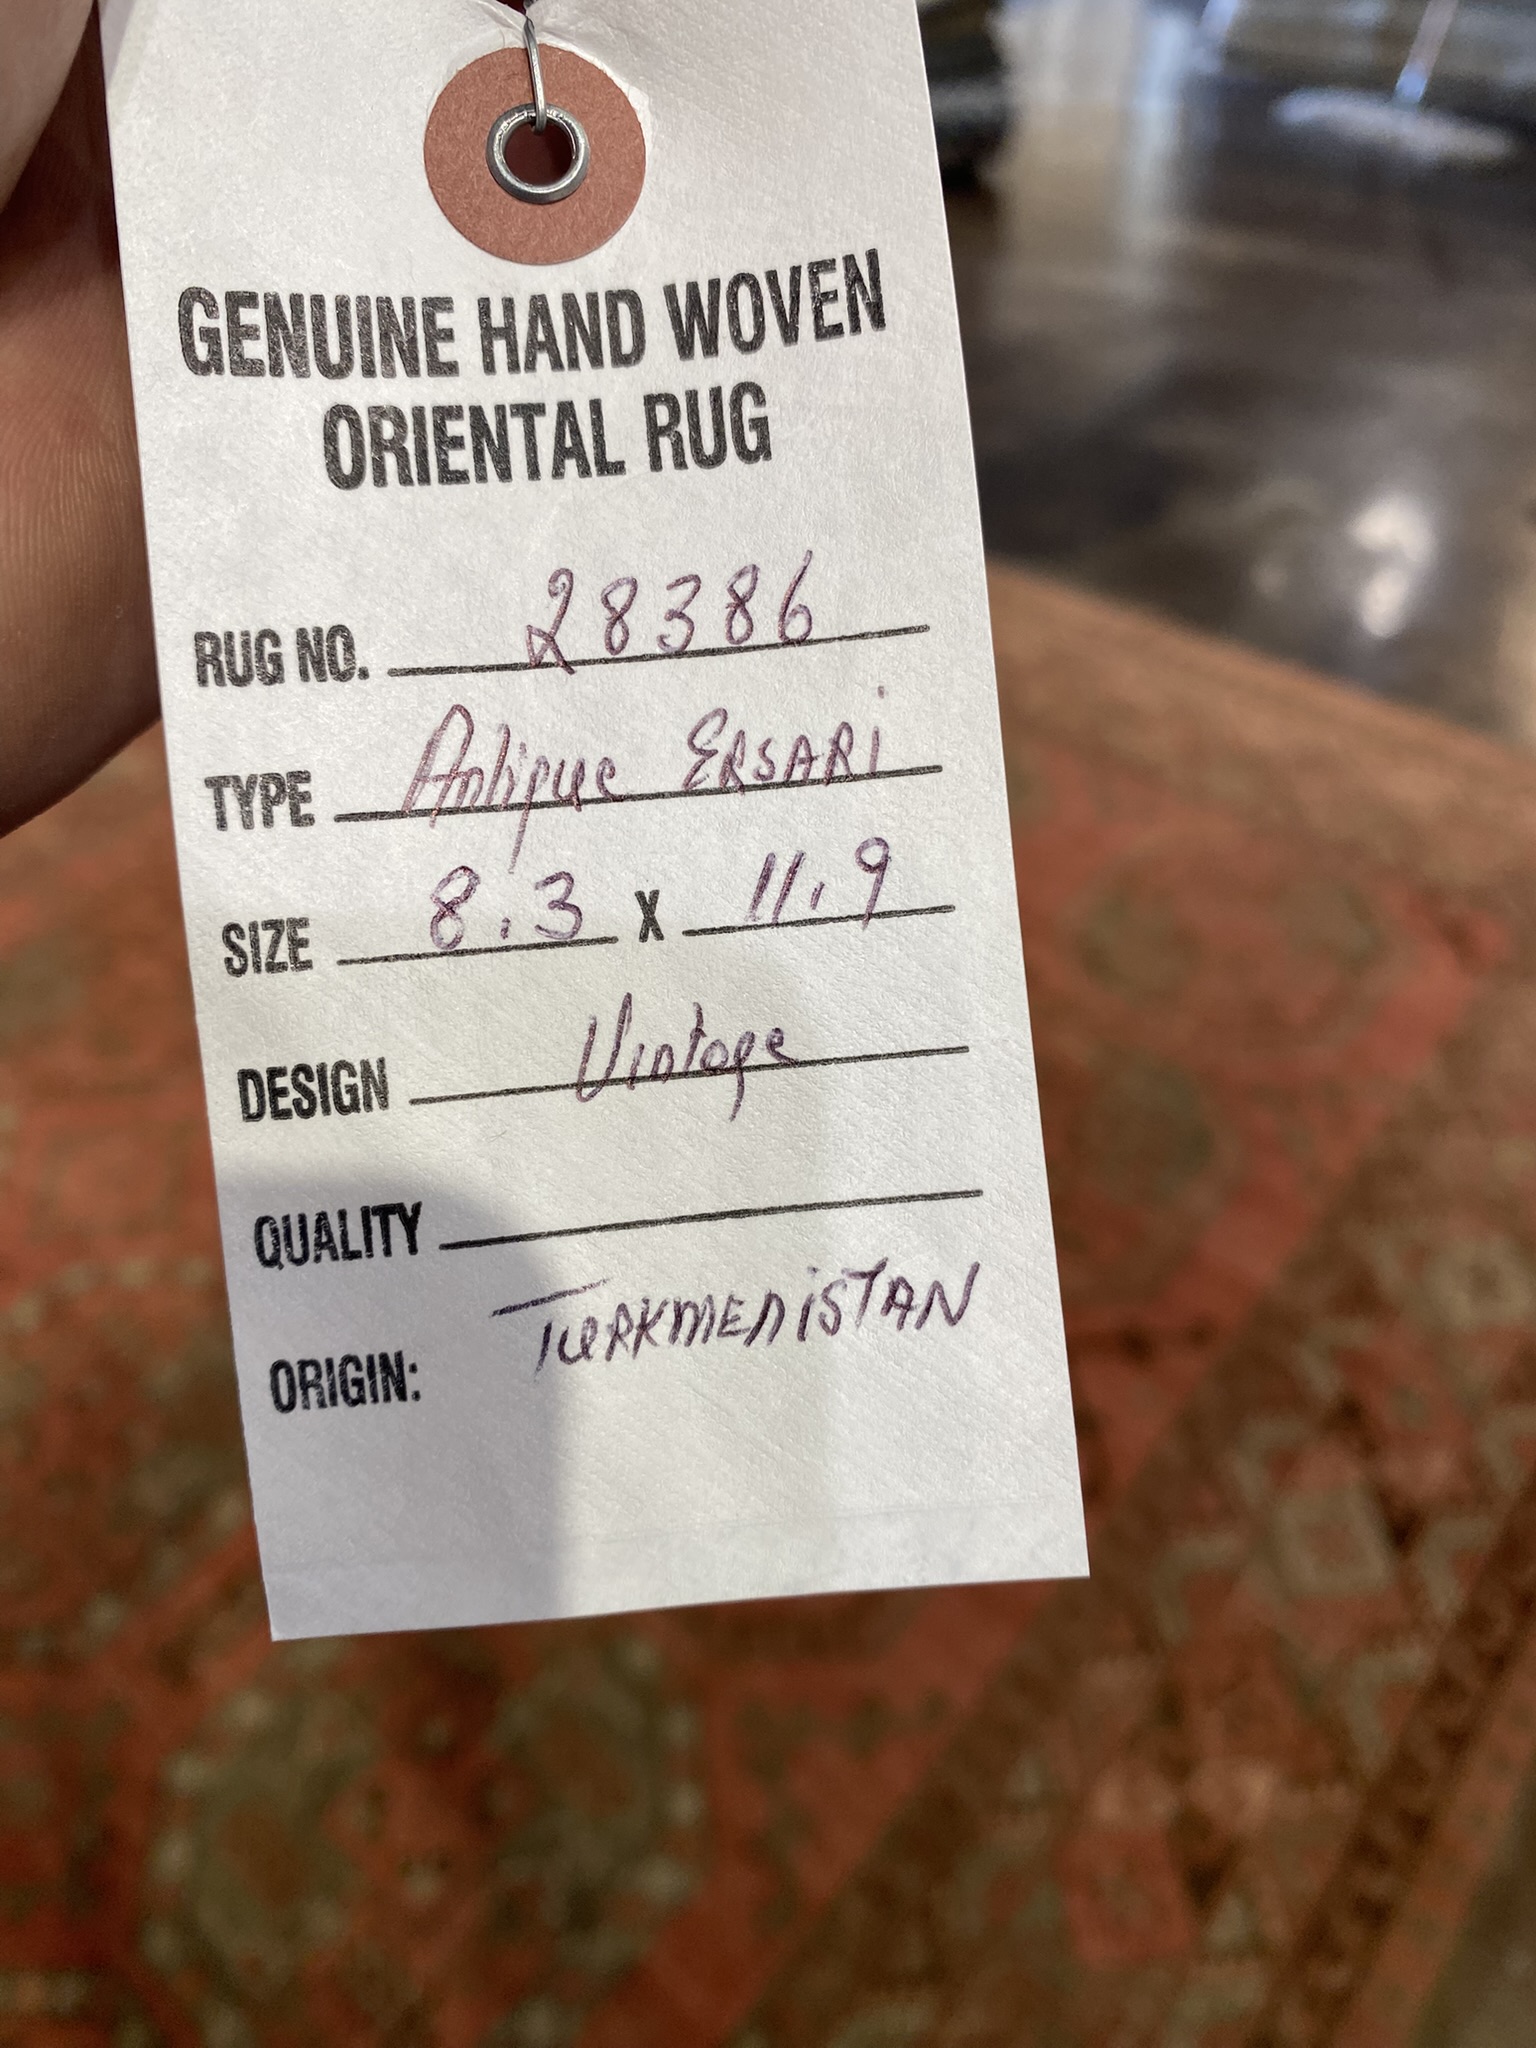 GENUINE HAND WOVEN
ORIENTAL RUG
RUG NO. 28386
TYPE Antique ERSARi
SIZE 8.3 X 11.9
DESIGN Vintage
QUALITY
ORIGIN: TURKMENiSTAN